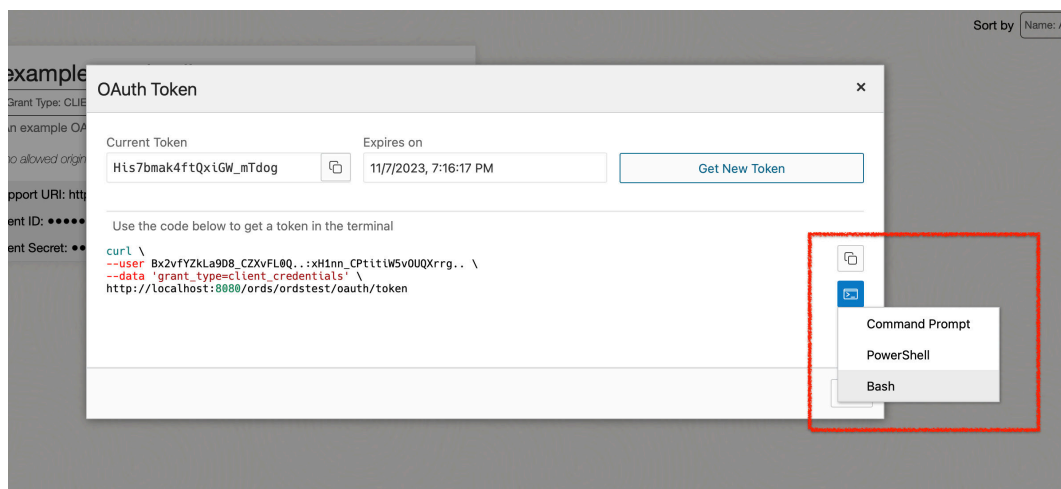 Sort by Name:
example
Grant Type: CLIE
An example OA
no allowed origin
pport URI: http
ent ID: ●●●●●
ent Secret: ●●
OAuth Token ×
Current Token Expires on
His7bmak4ftQxiGW_mTdog 11/7/2023, 7:16:17 PM Get New Token
Use the code below to get a token in the terminal
curl \
--user Bx2vfYZkLa9D8_CZXvFL0Q..:xH1nn_CPtitiW5vOUQXrrg.. \
--data 'grant_type=client_credentials' \
http://localhost:8080/ords/ordstest/oauth/token
Command Prompt
PowerShell
Bash